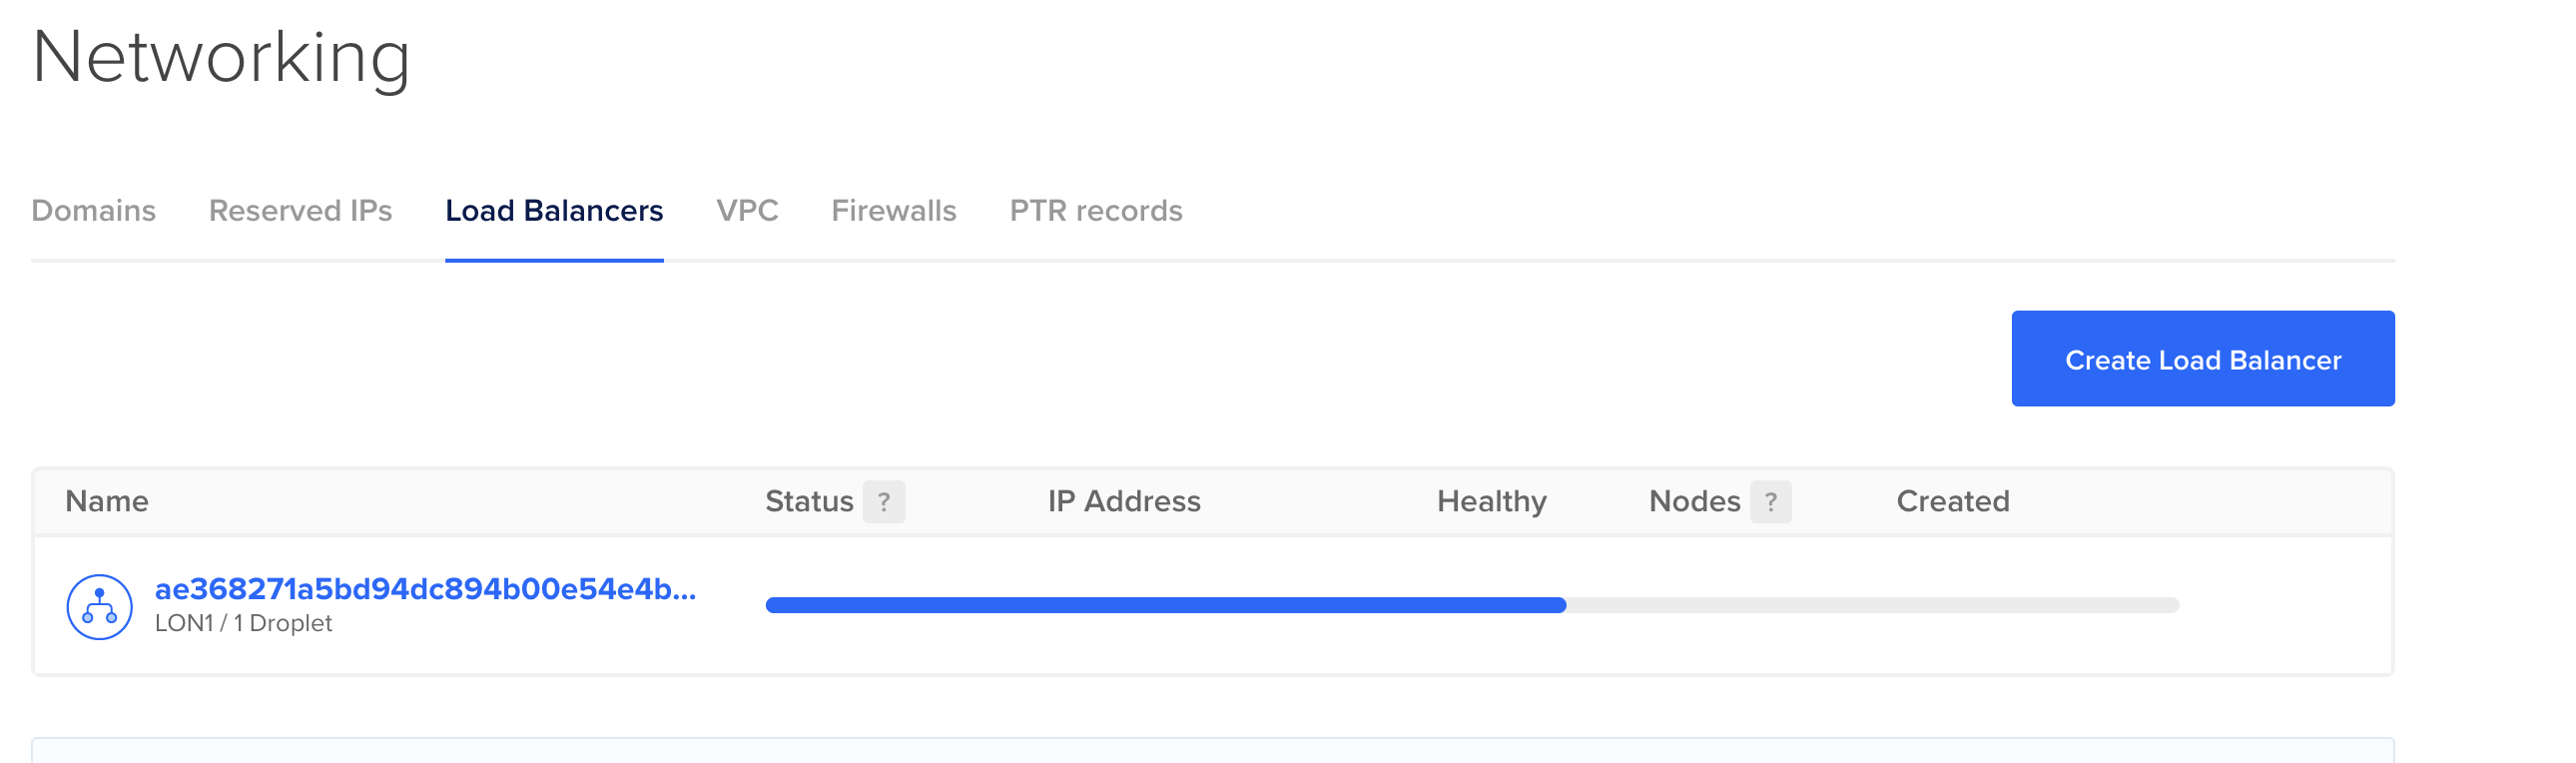 Networking
Domains Reserved IPs Load Balancers VPC Firewalls PTR records
Create Load Balancer
Name Status ? IP Address Healthy Nodes ? Created
ae368271a5bd94dc894b00e54e4b...
LON1 / 1 Droplet